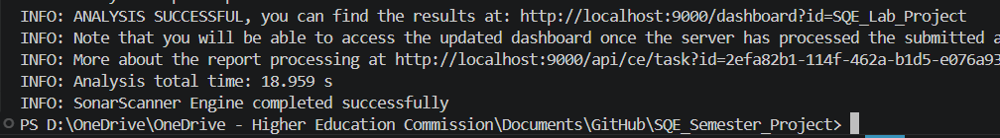 INFO: ANALYSIS SUCCESSFUL, you can find the results at: http://localhost:9000/dashboard?id=SQE_Lab_Project
INFO: Note that you will be able to access the updated dashboard once the server has processed the submitted a
INFO: More about the report processing at http://localhost:9000/api/ce/task?id=2efa82b1-114f-462a-b1d5-e076a93
INFO: Analysis total time: 18.959 s
INFO: SonarScanner Engine completed successfully
PS D:\OneDrive\OneDrive - Higher Education Commission\Documents\GitHub\SQE_Semester_Project>